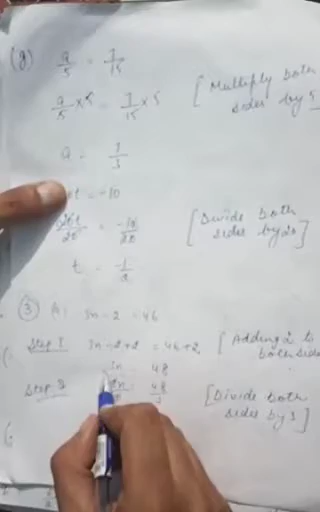 (g) a/5 = 7/15
a/5 × 5 = 7/15 × 5 [Multiply both sides by 5
a = 7/3
t = -10
20t/20 = -10/20 [Divide both sides by 20
t = -1/2
(3) (a) 3n - 2 = 46
Step I 3n - 2 + 2 = 46 + 2 [Adding 2 to both sides
3n 48
Step 2 3n 48/3 [Divide both sides by 3]